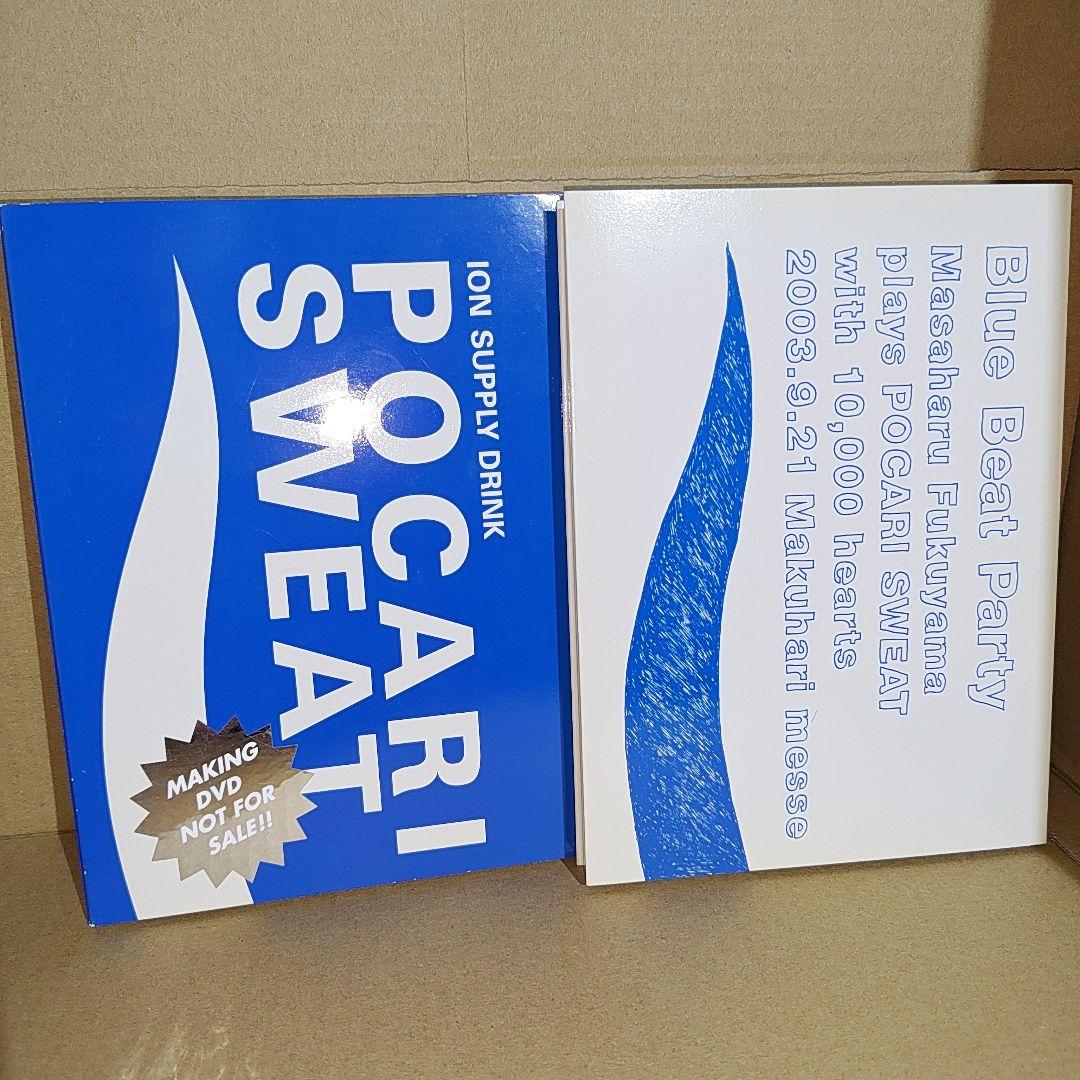 ION SUPPLY DRINK
POCARI
SWEAT
MAKING
DVD
NOT FOR
SALE!!
Blue Beat Party
Masaharu Fukuyama
plays POCARI SWEAT
with 10,000 hearts
2003.9.21 Makuhari messe